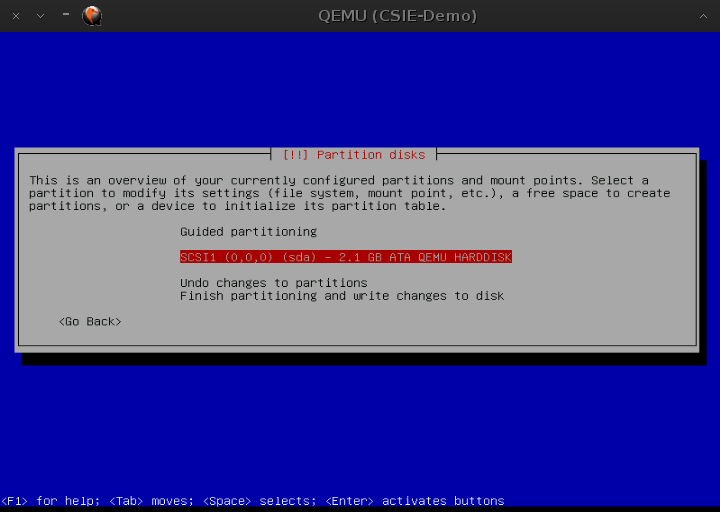 QEMU (CSIE-Demo)
[!!] Partition disks
This is an overview of your currently configured partitions and mount points. Select a
partition to modify its settings (file system, mount point, etc.), a free space to create
partitions, or a device to initialize its partition table.
Guided partitioning
SCSI1 (0,0,0) (sda) - 2.1 GB ATA QEMU HARDDISK
Undo changes to partitions
Finish partitioning and write changes to disk
<Go Back>
<F1> for help; <Tab> moves; <Space> selects; <Enter> activates buttons